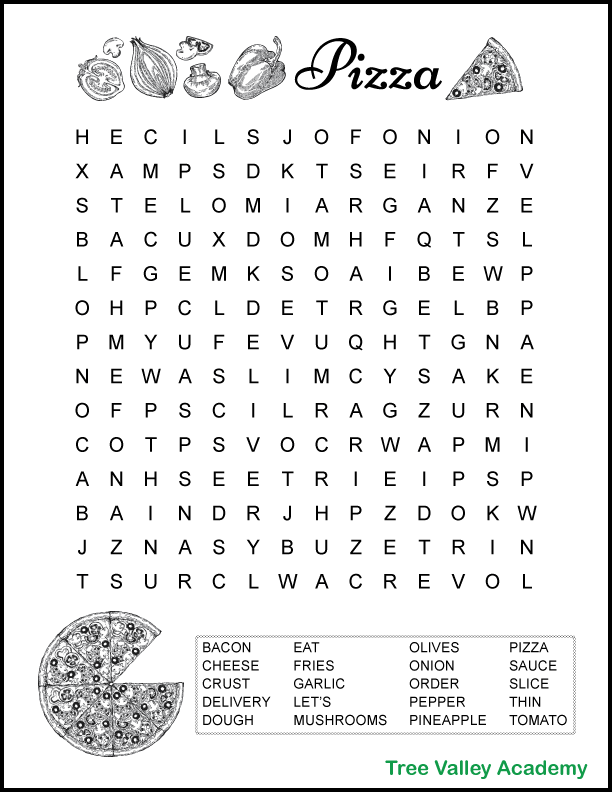 Pizza
H E C I L S J O F O N I O N
X A M P S D K T S E I R F V
S T E L O M I A R G A N Z E
B A C U X D O M H F Q T S L
L F G E M K S O A I B E W P
O H P C L D E T R G E L B P
P M Y U F E V U Q H T G N A
N E W A S L I M C Y S A K E
O F P S C I L R A G Z U R N
C O T P S V O C R W A P M I
A N H S E E T R I E I P S P
B A I N D R J H P Z D O K W
J Z N A S Y B U Z E T R I N
T S U R C L W A C R E V O L
BACON EAT OLIVES PIZZA
CHEESE FRIES ONION SAUCE
CRUST GARLIC ORDER SLICE
DELIVERY LET'S PEPPER THIN
DOUGH MUSHROOMS PINEAPPLE TOMATO
Tree Valley Academy